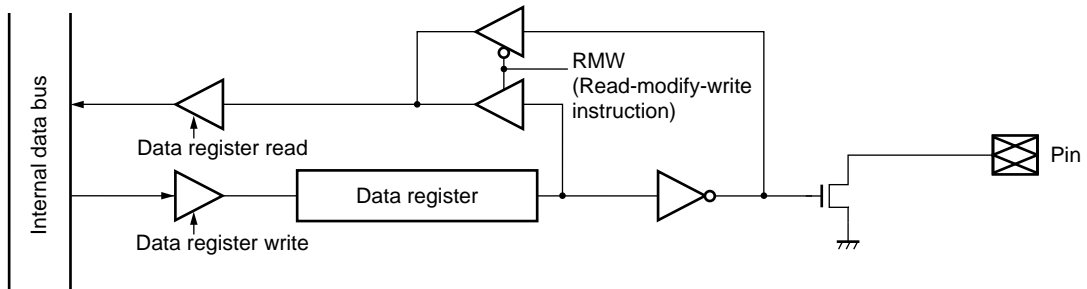 Internal data bus
RMW
(Read-modify-write
instruction)
Data register read
Pin
Data register
Data register write